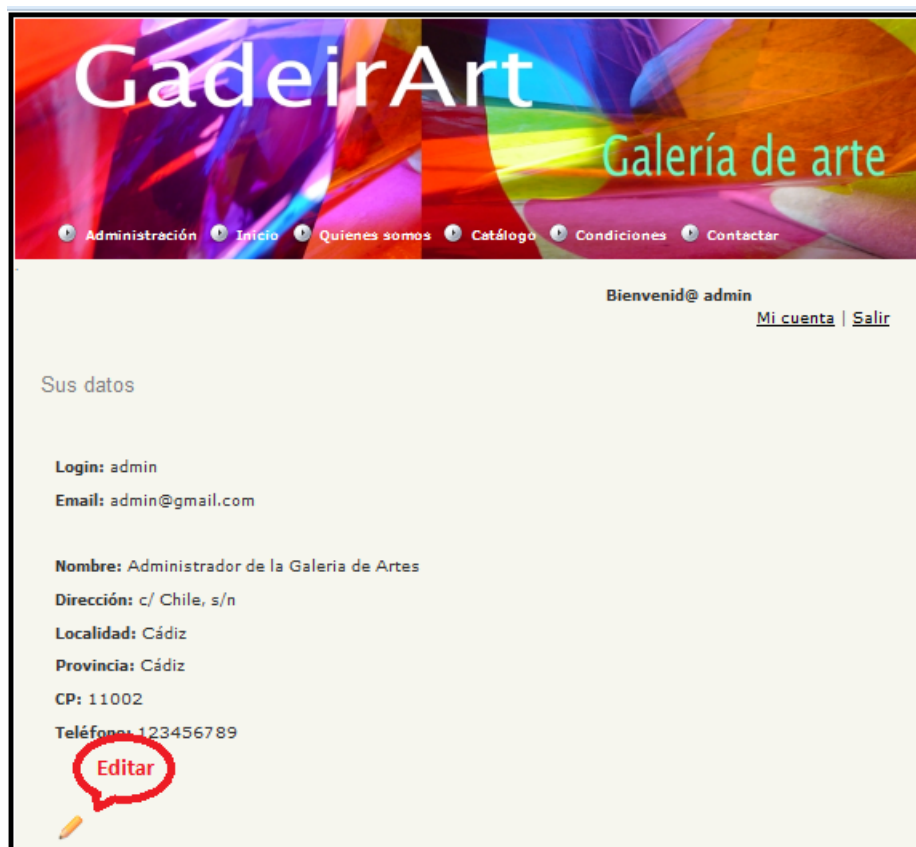 GadeirArt
Galería de arte
Administración Inicio Quienes somos Catálogo Condiciones Contactar
Bienvenid@ admin
Mi cuenta | Salir
Sus datos
Login: admin
Email: admin@gmail.com
Nombre: Administrador de la Galeria de Artes
Dirección: c/ Chile, s/n
Localidad: Cádiz
Provincia: Cádiz
CP: 11002
Teléfono: 123456789
Editar